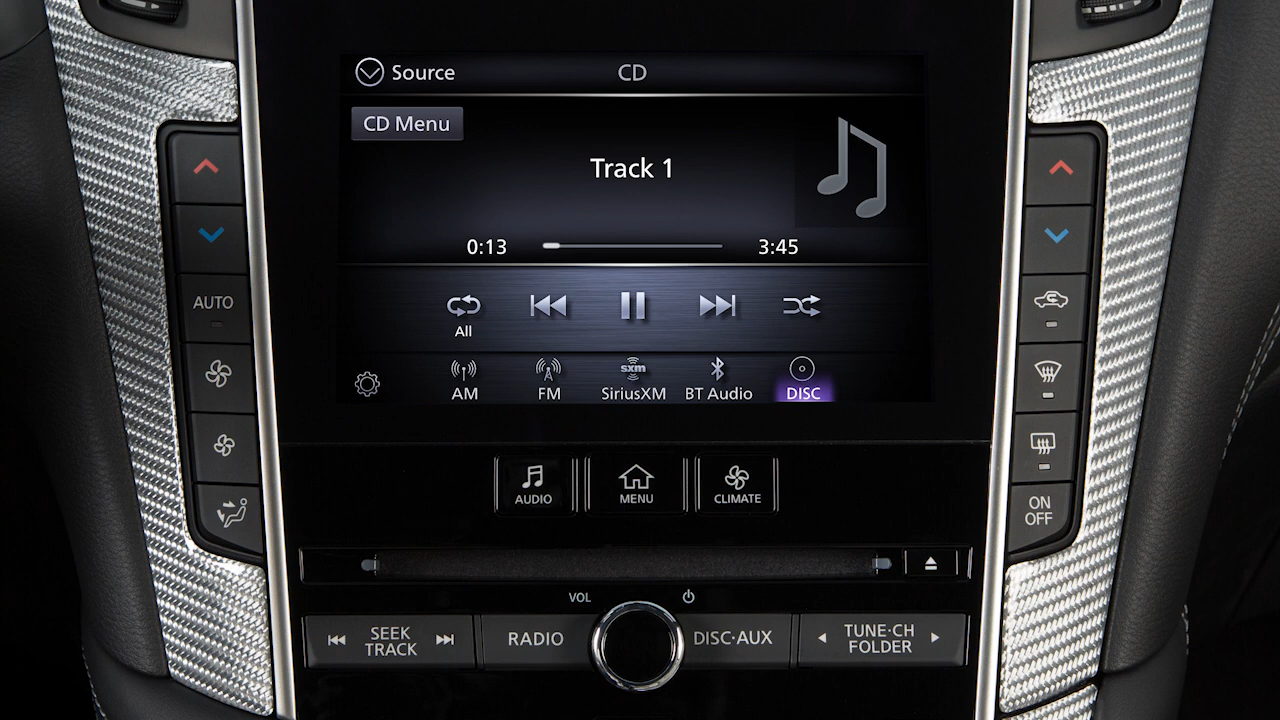 Source
CD
CD Menu
Track 1
0:13
3:45
All
AM
FM
sxm
SiriusXM
BT Audio
DISC
AUTO
ON
OFF
AUDIO
MENU
CLIMATE
VOL
SEEK
TRACK
RADIO
DISC·AUX
TUNE·CH
FOLDER